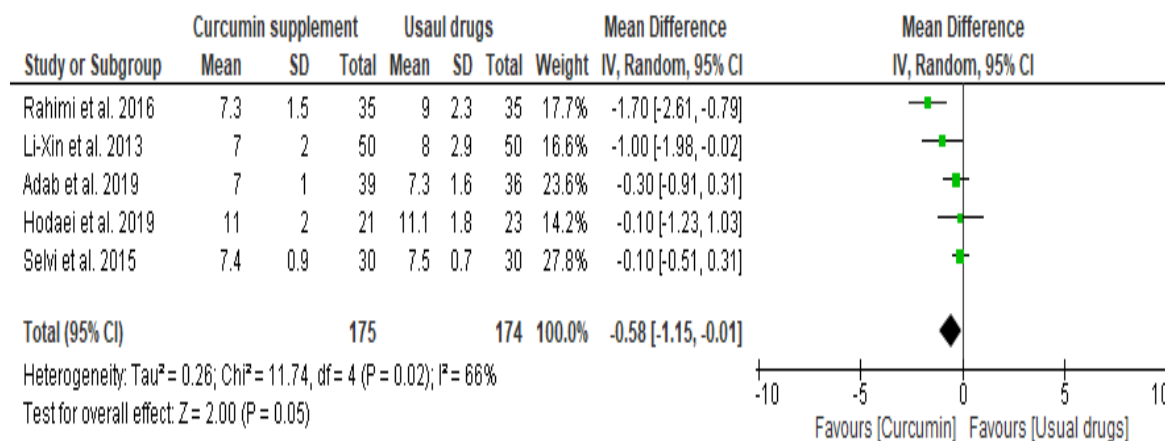 Curcumin supplement Usaul drugs Mean Difference Mean Difference
Study or Subgroup Mean SD Total Mean SD Total Weight IV, Random, 95% CI IV, Random, 95% CI
Rahimi et al. 2016 7.3 1.5 35 9 2.3 35 17.7% -1.70 [-2.61, -0.79]
Li-Xin et al. 2013 7 2 50 8 2.9 50 16.6% -1.00 [-1.98, -0.02]
Adab et al. 2019 7 1 39 7.3 1.6 36 23.6% -0.30 [-0.91, 0.31]
Hodaei et al. 2019 11 2 21 11.1 1.8 23 14.2% -0.10 [-1.23, 1.03]
Selvi et al. 2015 7.4 0.9 30 7.5 0.7 30 27.8% -0.10 [-0.51, 0.31]
Total (95% CI) 175 174 100.0% -0.58 [-1.15, -0.01]
Heterogeneity: Tau² = 0.26; Chi² = 11.74, df = 4 (P = 0.02); I² = 66%
Test for overall effect: Z = 2.00 (P = 0.05)
-10 -5 0 5 10
Favours [Curcumin] Favours [Usual drugs]